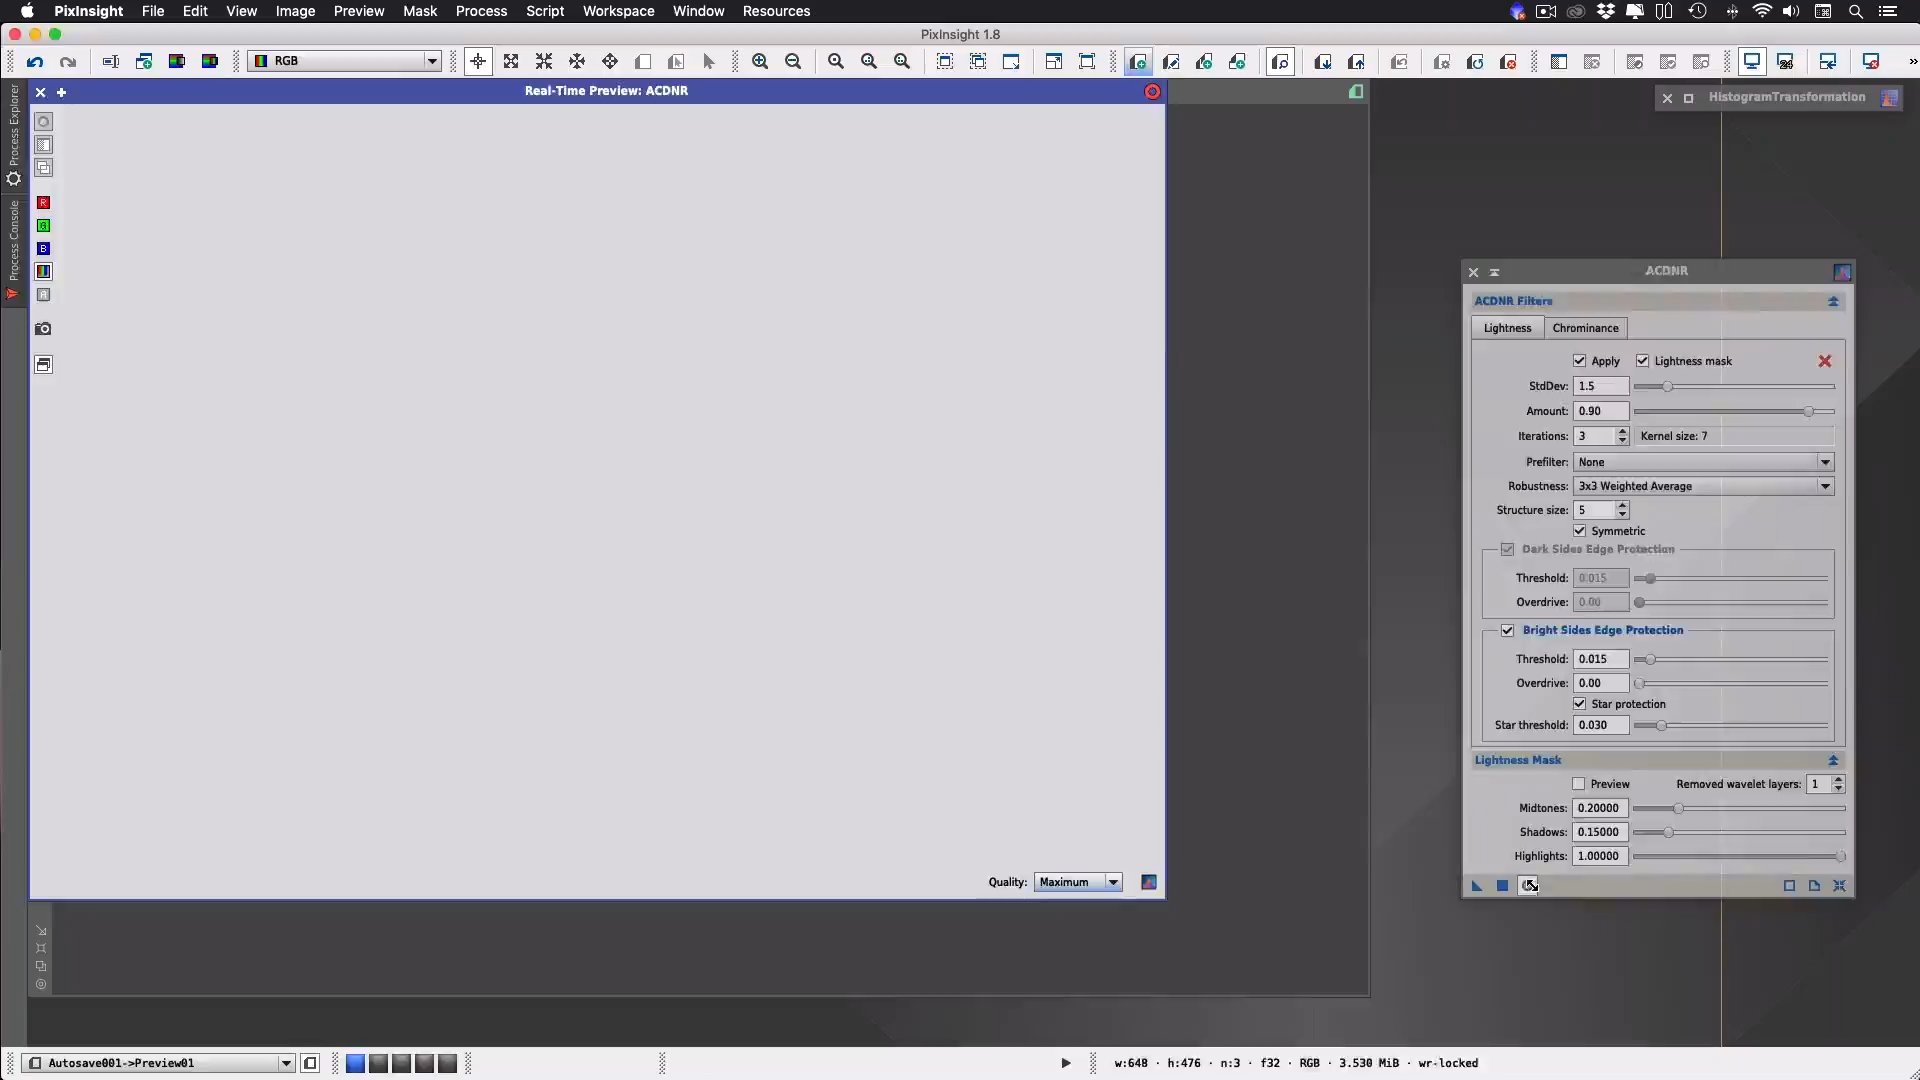 PixInsight File Edit View Image Preview Mask Process Script Workspace Window Resources
PixInsight 1.8
RGB
24
Real-Time Preview: ACDNR
HistogramTransformation
Process Explorer
Process Console
R
G
B
ACDNR
ACDNR Filters
Lightness Chrominance
Apply Lightness mask
StdDev: 1.5
Amount: 0.90
Iterations: 3 Kernel size: 7
Prefilter: None
Robustness: 3x3 Weighted Average
Structure size: 5
Symmetric
Dark Sides Edge Protection
Threshold: 0.015
Overdrive: 0.00
Bright Sides Edge Protection
Threshold: 0.015
Overdrive: 0.00
Star protection
Star threshold: 0.030
Lightness Mask
Preview Removed wavelet layers: 1
Midtones: 0.20000
Shadows: 0.15000
Highlights: 1.00000
Quality: Maximum
Autosave001->Preview01
w:648 · h:476 · n:3 · f32 · RGB · 3.530 MiB · wr-locked